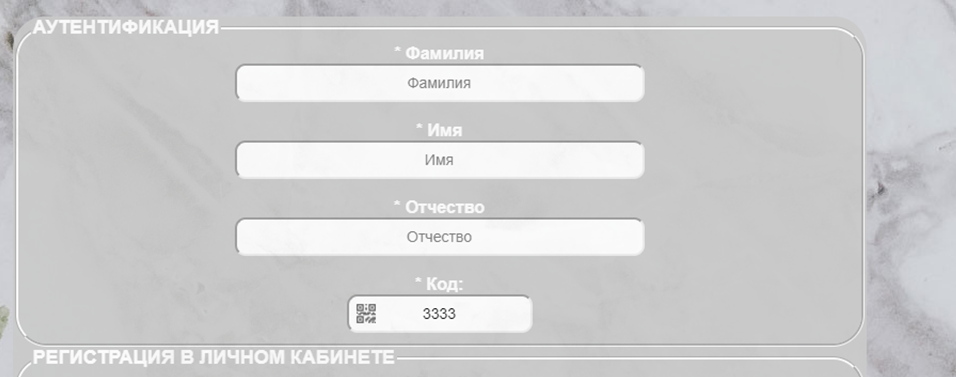 АУТЕНТИФИКАЦИЯ
* Фамилия
Фамилия
* Имя
Имя
* Отчество
Отчество
* Код:
3333
РЕГИСТРАЦИЯ В ЛИЧНОМ КАБИНЕТЕ